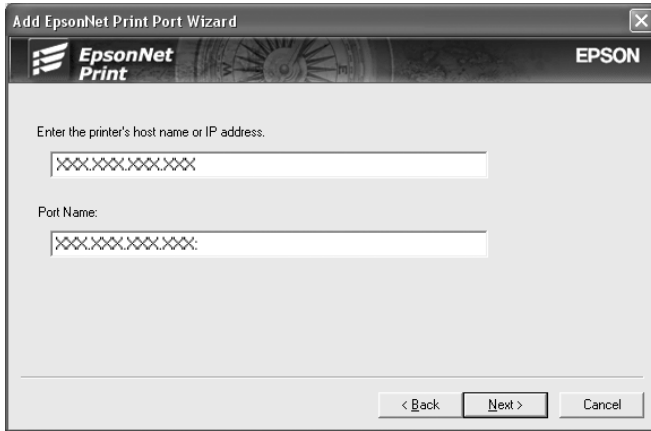 Add EpsonNet Print Port Wizard
EpsonNet
Print
EPSON
Enter the printer's host name or IP address.
XXX.XXX.XXX.XXX
Port Name:
XXX.XXX.XXX.XXX:
< Back
Next >
Cancel